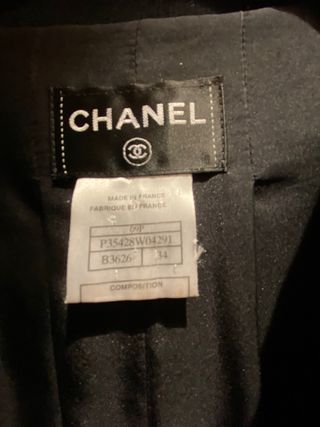 CHANEL
MADE IN FRANCE
FABRIQUE EN FRANCE
09P
P35428W04291
B3626 34
COMPOSITION